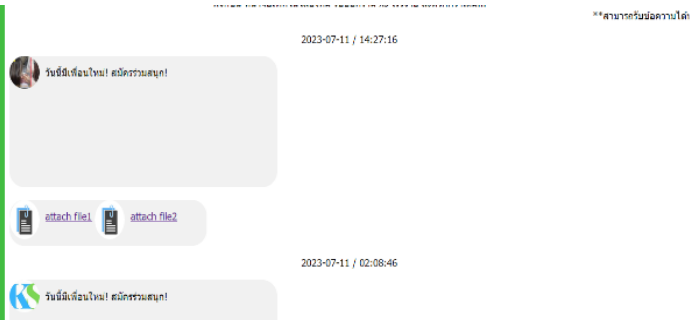 **สามารถรับข้อความได้
2023-07-11 / 14:27:16
วันนี้มีเพื่อนใหม่! สมัครร่วมสนุก!
attach file1 attach file2
2023-07-11 / 02:08:46
วันนี้มีเพื่อนใหม่! สมัครร่วมสนุก!